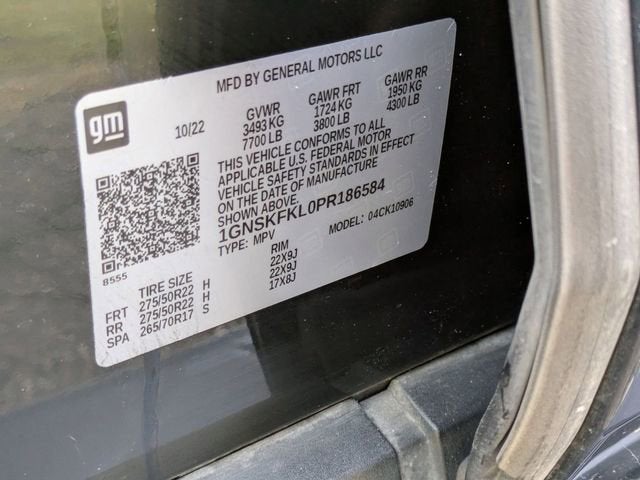 MFD BY GENERAL MOTORS LLC
gm
10/22
GVWR
3493 KG
7700 LB
GAWR FRT
1724 KG
3800 LB
GAWR RR
1950 KG
4300 LB
THIS VEHICLE CONFORMS TO ALL
APPLICABLE U.S. FEDERAL MOTOR
VEHICLE SAFETY STANDARDS IN EFFECT
ON THE DATE OF MANUFACTURE
SHOWN ABOVE.
1GNSKFKL0PR186584
TYPE: MPV
MODEL: 04CK10906
8555
TIRE SIZE RIM
FRT 275/50R22 H 22X9J
RR 275/50R22 H 22X9J
SPA 265/70R17 S 17X8J